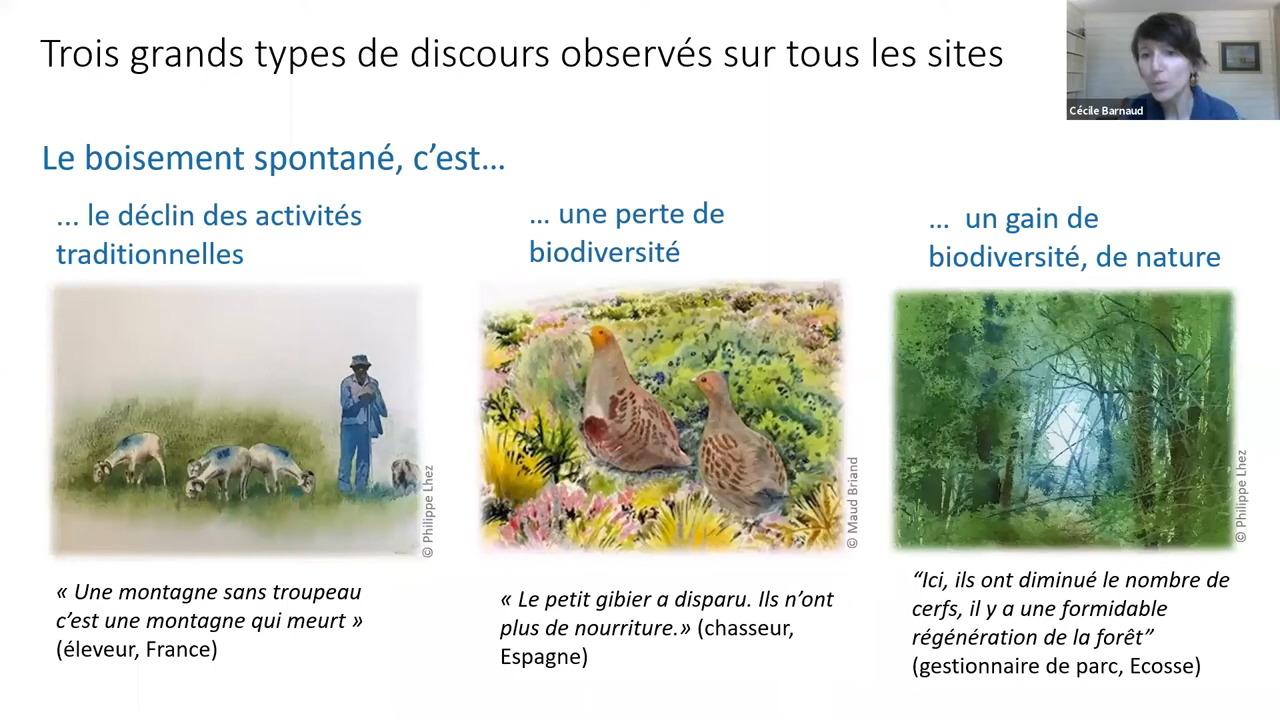 Trois grands types de discours observés sur tous les sites
Cécile Barnaud
Le boisement spontané, c’est…
... le déclin des activités
traditionnelles
… une perte de
biodiversité
… un gain de
biodiversité, de nature
© Philippe Lhez
© Maud Briand
© Philippe Lhez
« Une montagne sans troupeau
c’est une montagne qui meurt »
(éleveur, France)
« Le petit gibier a disparu. Ils n’ont
plus de nourriture.» (chasseur,
Espagne)
“Ici, ils ont diminué le nombre de
cerfs, il y a une formidable
régénération de la forêt”
(gestionnaire de parc, Ecosse)